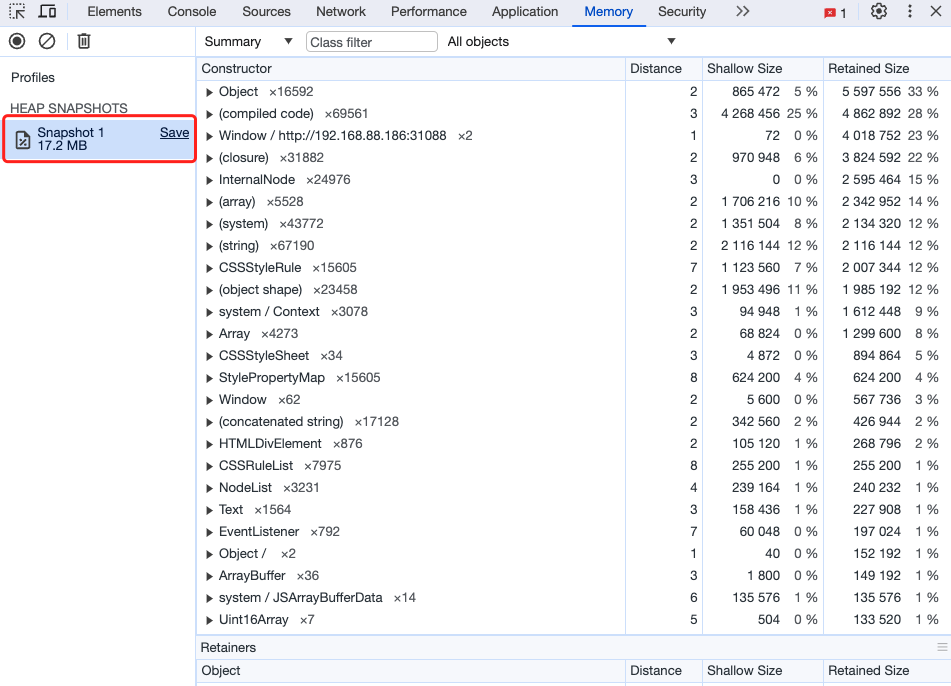 Elements Console Sources Network Performance Application Memory Security 1
Summary Class filter All objects
Profiles
HEAP SNAPSHOTS
Snapshot 1 Save
17.2 MB
Constructor Distance Shallow Size Retained Size
Object ×16592 2 865 472 5 % 5 597 556 33 %
(compiled code) ×69561 3 4 268 456 25 % 4 862 892 28 %
Window / http://192.168.88.186:31088 ×2 1 72 0 % 4 018 752 23 %
(closure) ×31882 2 970 948 6 % 3 824 592 22 %
InternalNode ×24976 3 0 0 % 2 595 464 15 %
(array) ×5528 2 1 706 216 10 % 2 342 952 14 %
(system) ×43772 2 1 351 504 8 % 2 134 320 12 %
(string) ×67190 2 2 116 144 12 % 2 116 144 12 %
CSSStyleRule ×15605 7 1 123 560 7 % 2 007 344 12 %
(object shape) ×23458 2 1 953 496 11 % 1 985 192 12 %
system / Context ×3078 3 94 948 1 % 1 612 448 9 %
Array ×4273 2 68 824 0 % 1 299 600 8 %
CSSStyleSheet ×34 3 4 872 0 % 894 864 5 %
StylePropertyMap ×15605 8 624 200 4 % 624 200 4 %
Window ×62 2 5 600 0 % 567 736 3 %
(concatenated string) ×17128 2 342 560 2 % 426 944 2 %
HTMLDivElement ×876 2 105 120 1 % 268 796 2 %
CSSRuleList ×7975 8 255 200 1 % 255 200 1 %
NodeList ×3231 4 239 164 1 % 240 232 1 %
Text ×1564 3 158 436 1 % 227 908 1 %
EventListener ×792 7 60 048 0 % 197 024 1 %
Object / ×2 1 40 0 % 152 192 1 %
ArrayBuffer ×36 3 1 800 0 % 149 192 1 %
system / JSArrayBufferData ×14 6 135 576 1 % 135 576 1 %
Uint16Array ×7 5 504 0 % 133 520 1 %
Retainers
Object Distance Shallow Size Retained Size